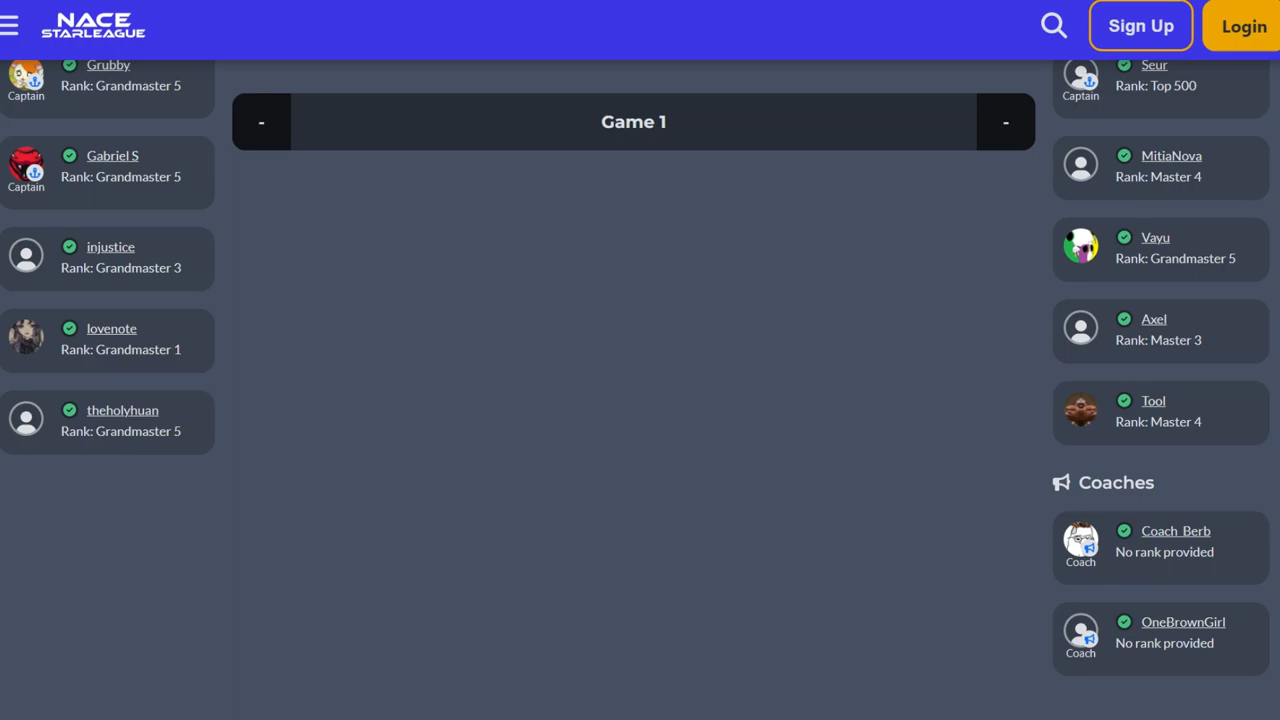 NACE
STARLEAGUE
Sign Up
Login
Grubby
Rank: Grandmaster 5
Captain
Gabriel S
Rank: Grandmaster 5
Captain
injustice
Rank: Grandmaster 3
lovenote
Rank: Grandmaster 1
theholyhuan
Rank: Grandmaster 5
- Game 1 -
Seur
Rank: Top 500
Captain
MitiaNova
Rank: Master 4
Vayu
Rank: Grandmaster 5
Axel
Rank: Master 3
Tool
Rank: Master 4
Coaches
Coach_Berb
No rank provided
Coach
OneBrownGirl
No rank provided
Coach